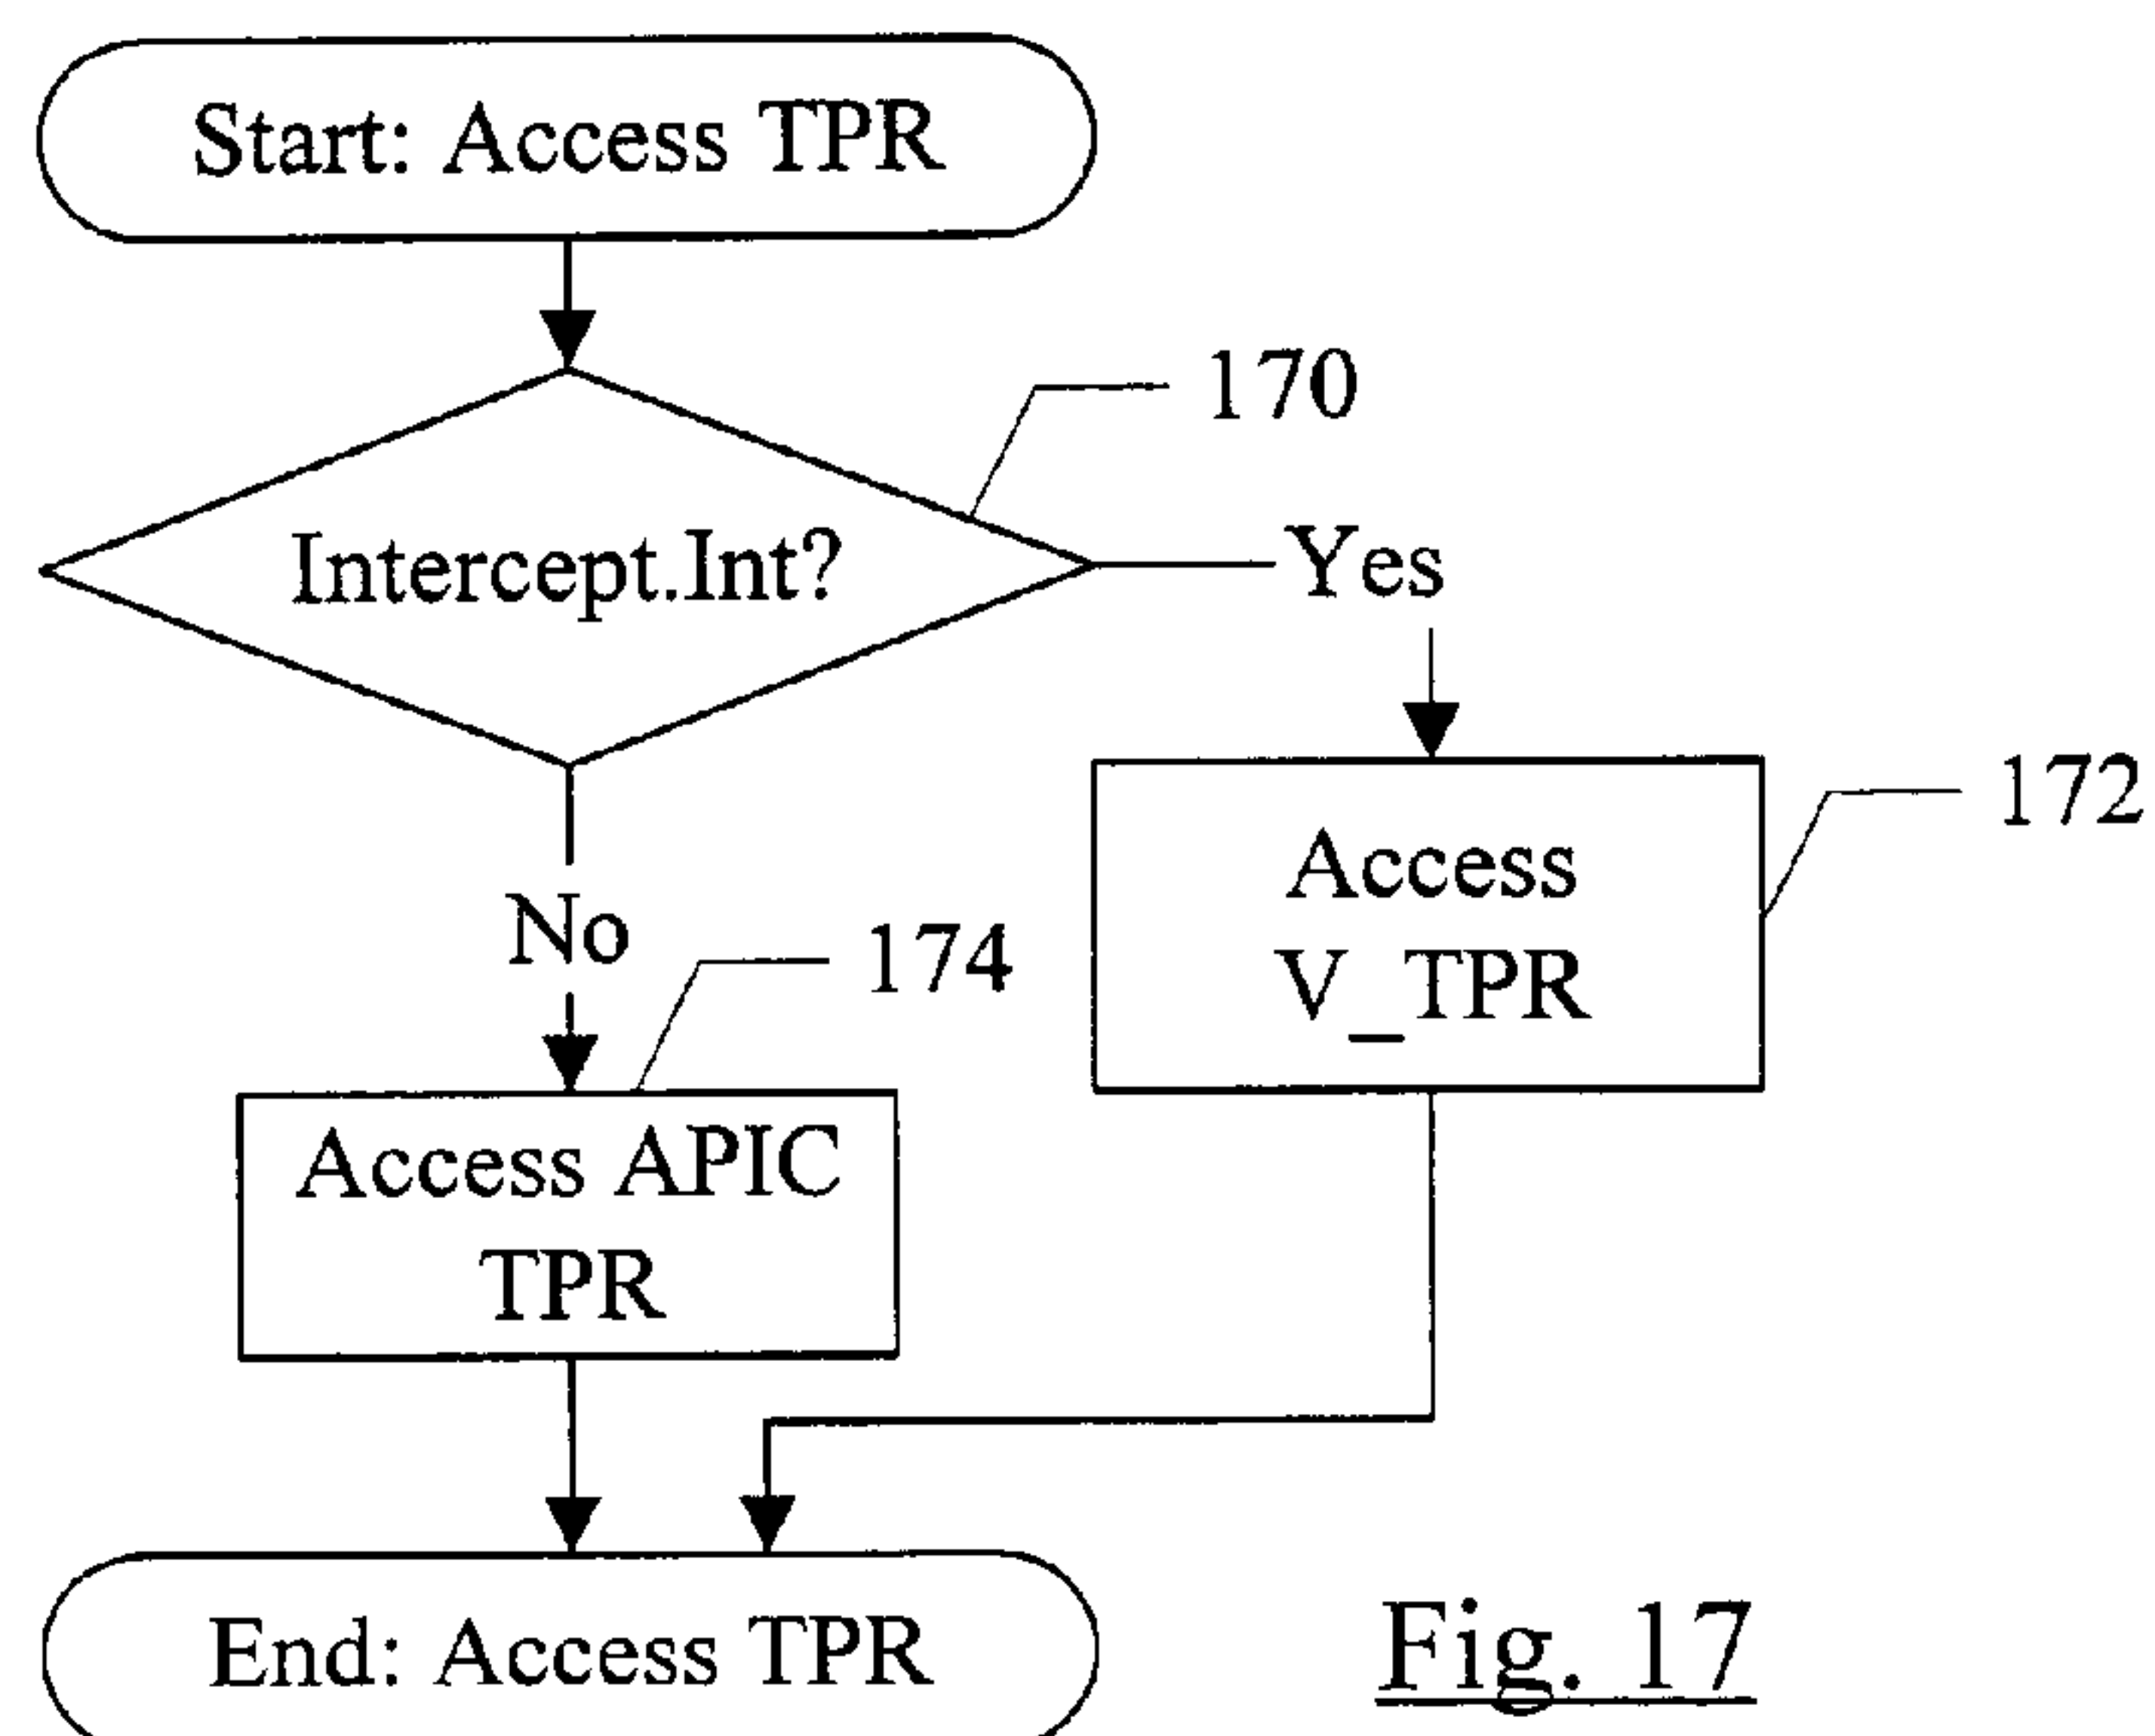 Start: Access TPR
170
Intercept.Int?
Yes
172
Access
V_TPR
No
174
Access APIC
TPR
End: Access TPR
Fig. 17